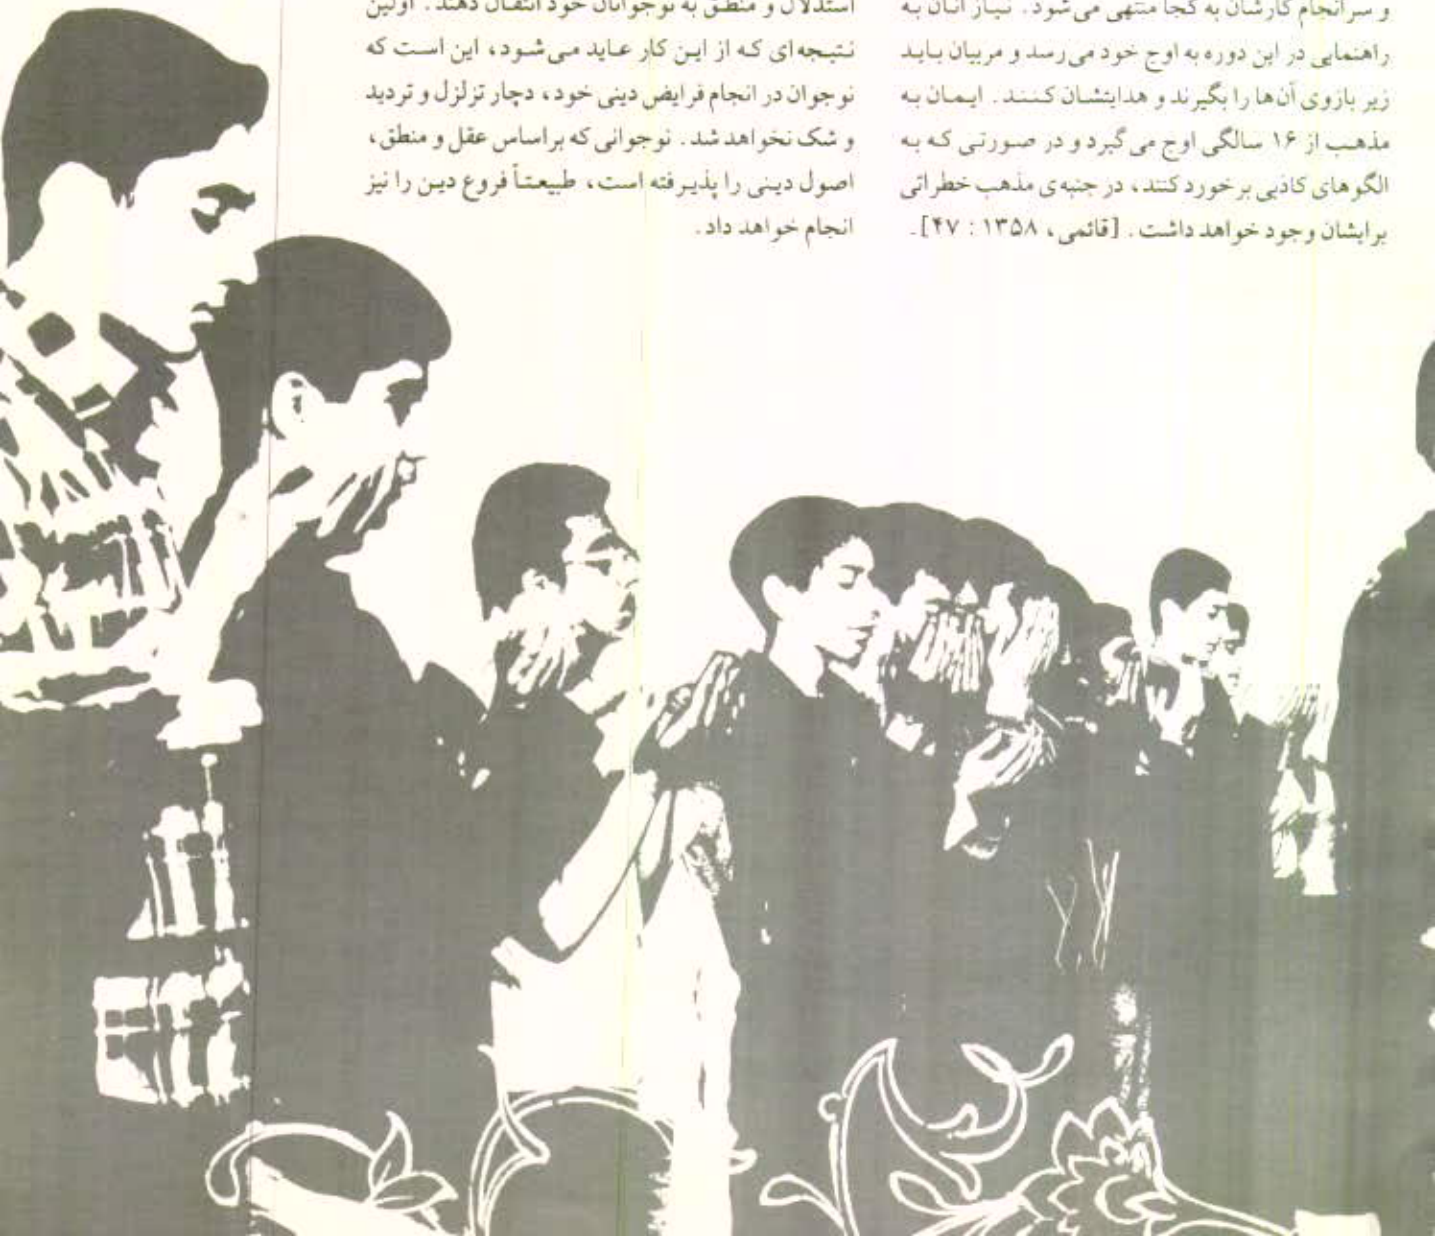 و سرانجام کارشان به کجا منتهی می‌شود. نیاز آنان به
راهنمایی در این دوره به اوج خود می‌رسد و مربیان باید
زیر بازوی آن‌ها را بگیرند و هدایتشان کنند. ایمان به
مذهب از ۱۶ سالگی اوج می‌گیرد و در صورتی که به
الگوهای کاذبی برخورد کنند، در جنبه‌ی مذهب خطراتی
برایشان وجود خواهد داشت. [قائمی، ۱۳۵۸ : ۴۷].
استدلال و منطق به نوجوانان خود انتقال دهند. اولین
نتیجه‌ای که از این کار عاید می‌شود، این است که
نوجوان در انجام فرایض دینی خود، دچار تزلزل و تردید
و شک نخواهد شد. نوجوانی که براساس عقل و منطق،
اصول دینی را پذیرفته است، طبیعتاً فروع دین را نیز
انجام خواهد داد.